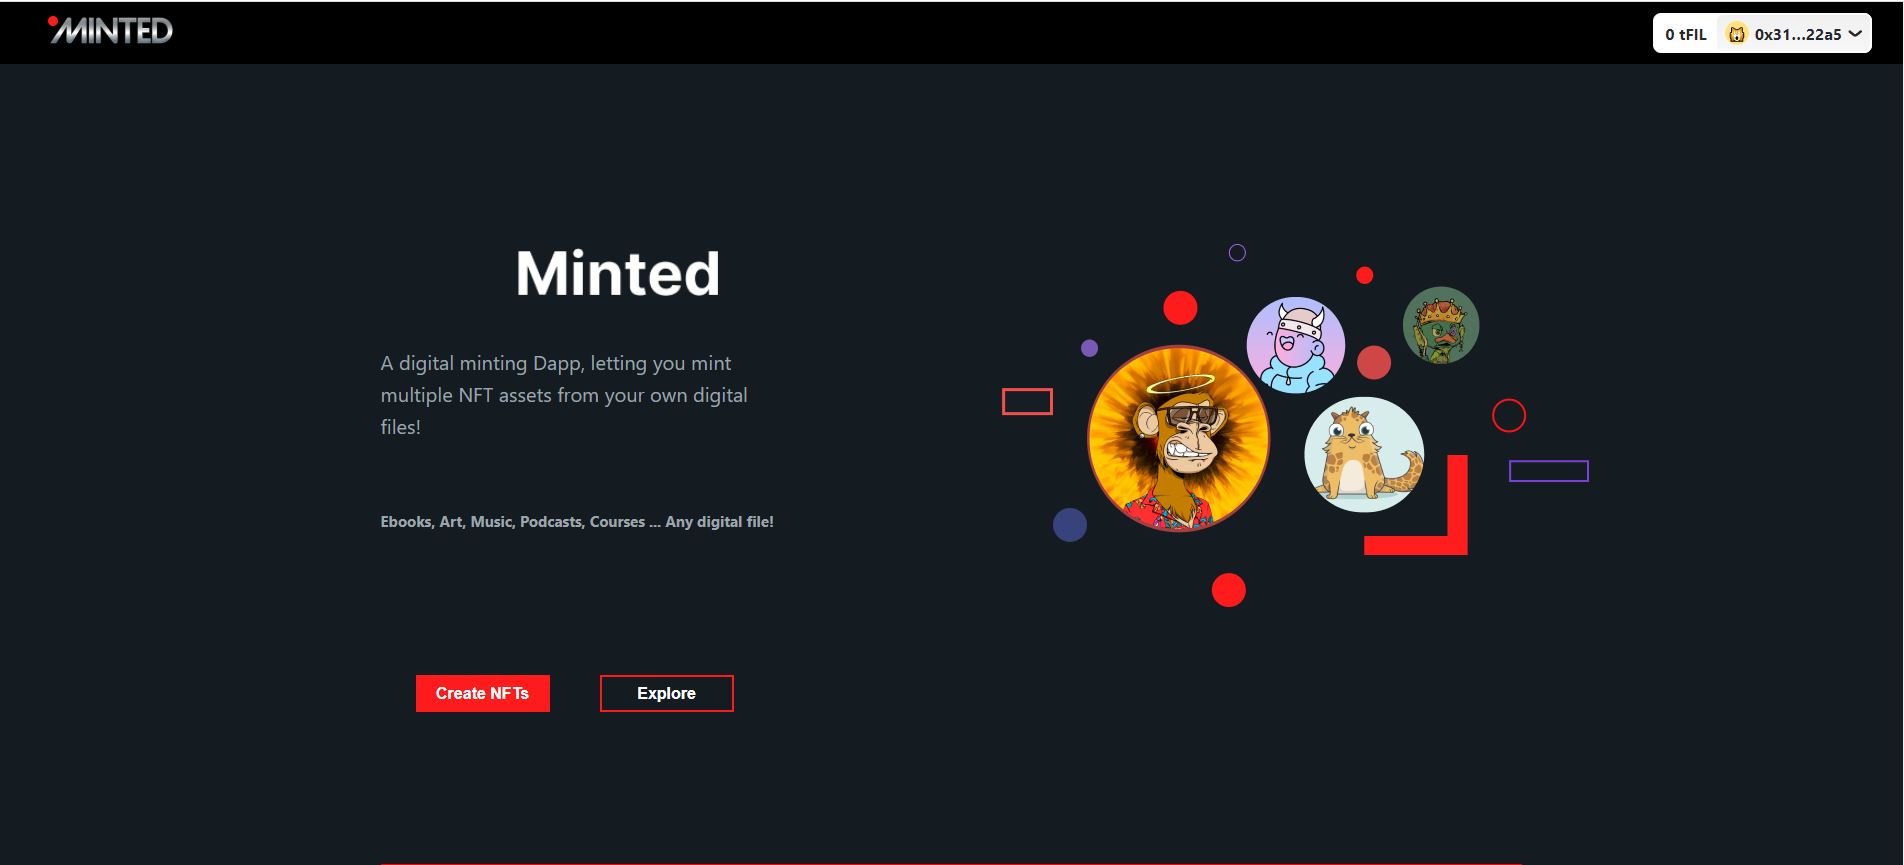 MINTED
0 tFIL 0x31...22a5
Minted
A digital minting Dapp, letting you mint
multiple NFT assets from your own digital
files!
Ebooks, Art, Music, Podcasts, Courses ... Any digital file!
Create NFTs
Explore